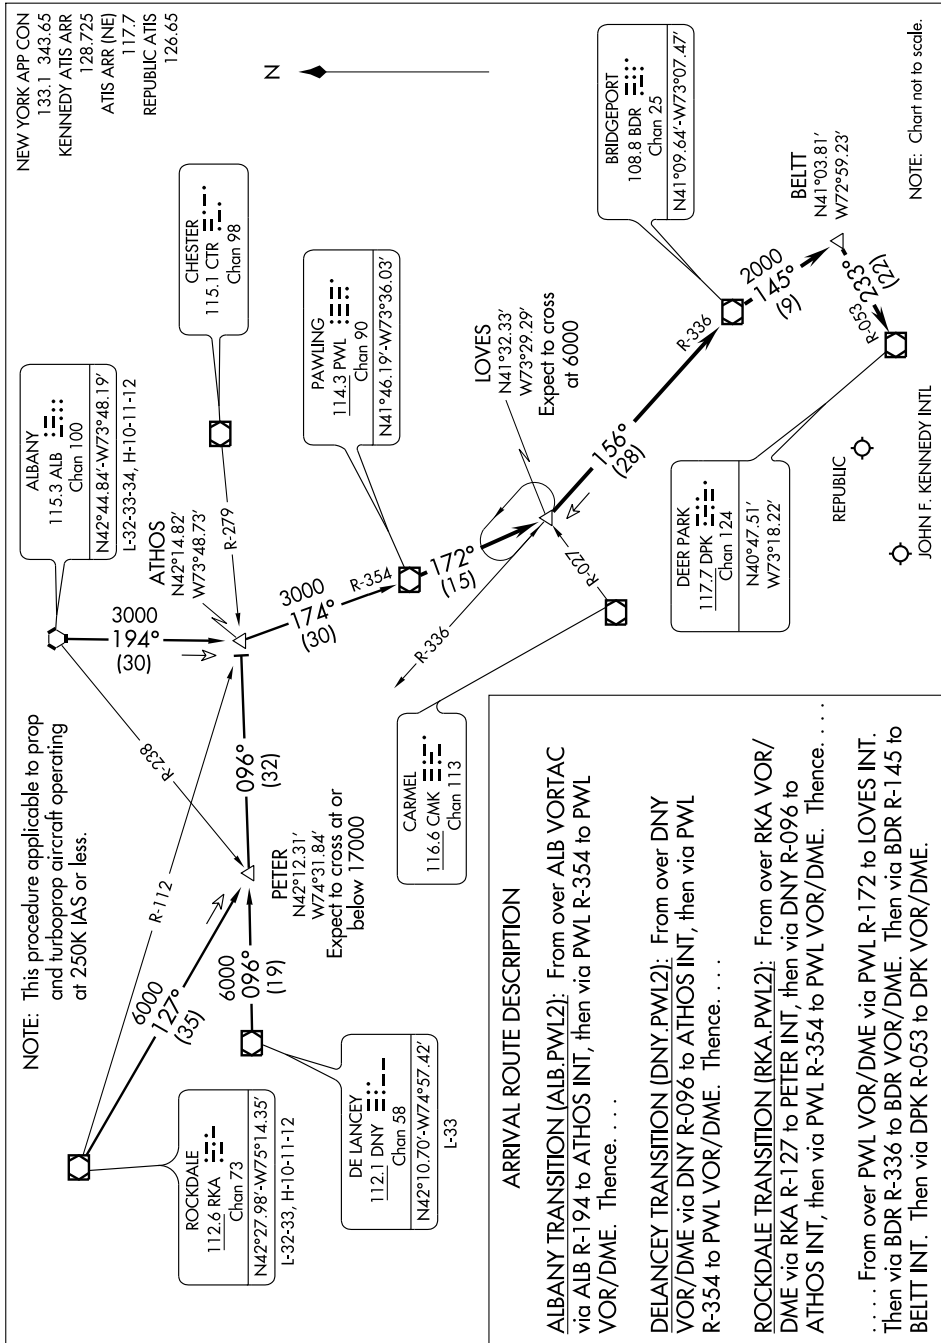 NEW YORK APP CON
133.1 343.65
KENNEDY ATIS ARR
128.725
ATIS ARR (NE)
117.7
REPUBLIC ATIS
126.65
N
NOTE: This procedure applicable to prop
and turboprop aircraft operating
at 250K IAS or less.
ALBANY
115.3 ALB
Chan 100
N42°44.84'-W73°48.19'
L-32-33-34, H-10-11-12
CHESTER
115.1 CTR
Chan 98
ATHOS
N42°14.82'
W73°48.73'
R-279
3000
194°
(30)
R-238
R-112
ROCKDALE
112.6 RKA
Chan 73
N42°27.98'-W75°14.35'
L-32-33, H-10-11-12
6000
127°
(35)
DE LANCEY
112.1 DNY
Chan 58
N42°10.70'-W74°57.42'
L-33
6000
096°
(19)
PETER
N42°12.31'
W74°31.84'
Expect to cross at or
below 17000
096°
(32)
3000
174°
(30)
R-354
PAWLING
114.3 PWL
Chan 90
N41°46.19'-W73°36.03'
172°
(15)
LOVES
N41°32.33'
W73°29.29'
Expect to cross
at 6000
R-336
R-027
CARMEL
116.6 CMK
Chan 113
156°
(28)
R-336
BRIDGEPORT
108.8 BDR
Chan 25
N41°09.64'-W73°07.47'
2000
145°
(9)
BELTT
N41°03.81'
W72°59.23'
R-053
233°
(22)
DEER PARK
117.7 DPK
Chan 124
N40°47.51'
W73°18.22'
REPUBLIC
JOHN F. KENNEDY INTL
NOTE: Chart not to scale.
ARRIVAL ROUTE DESCRIPTION
ALBANY TRANSITION (ALB.PWL2): From over ALB VORTAC
via ALB R-194 to ATHOS INT, then via PWL R-354 to PWL
VOR/DME. Thence. . . .
DELANCEY TRANSITION (DNY.PWL2): From over DNY
VOR/DME via DNY R-096 to ATHOS INT, then via PWL
R-354 to PWL VOR/DME. Thence. . . .
ROCKDALE TRANSITION (RKA.PWL2): From over RKA VOR/
DME via RKA R-127 to PETER INT, then via DNY R-096 to
ATHOS INT, then via PWL R-354 to PWL VOR/DME. Thence. . . .
. . . . From over PWL VOR/DME via PWL R-172 to LOVES INT.
Then via BDR R-336 to BDR VOR/DME. Then via BDR R-145 to
BELTT INT. Then via DPK R-053 to DPK VOR/DME.